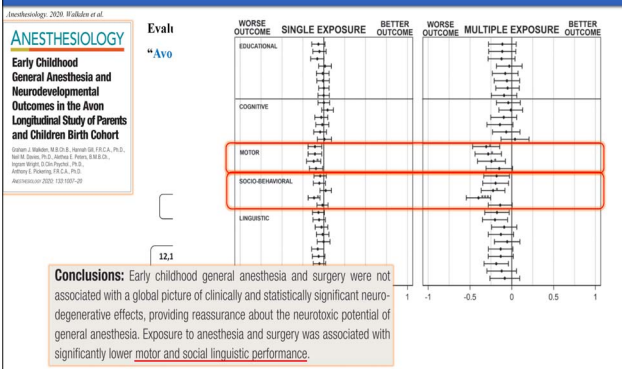 Anesthesiology. 2020. Walkden et al.
ANESTHESIOLOGY
Early Childhood
General Anesthesia and
Neurodevelopmental
Outcomes in the Avon
Longitudinal Study of Parents
and Children Birth Cohort
Graham J. Walkden, M.B.Ch.B., Hannah Gill, F.R.C.A., Ph.D.,
Neil M. Davies, Ph.D., Alethea E. Peters, B.M.B.Ch.,
Ingram Wright, D.Clin.Psychol., Ph.D.,
Anthony E. Pickering, F.R.C.A., Ph.D.
ANESTHESIOLOGY 2020; 133:1007–20
Evalu
“Avo
12,1
WORSE OUTCOME SINGLE EXPOSURE BETTER OUTCOME
WORSE OUTCOME MULTIPLE EXPOSURE BETTER OUTCOME
EDUCATIONAL
COGNITIVE
MOTOR
SOCIO-BEHAVIORAL
LINGUISTIC
1 -1 -0.5 0 0.5 1
Conclusions: Early childhood general anesthesia and surgery were not
associated with a global picture of clinically and statistically significant neuro-
degenerative effects, providing reassurance about the neurotoxic potential of
general anesthesia. Exposure to anesthesia and surgery was associated with
significantly lower motor and social linguistic performance.